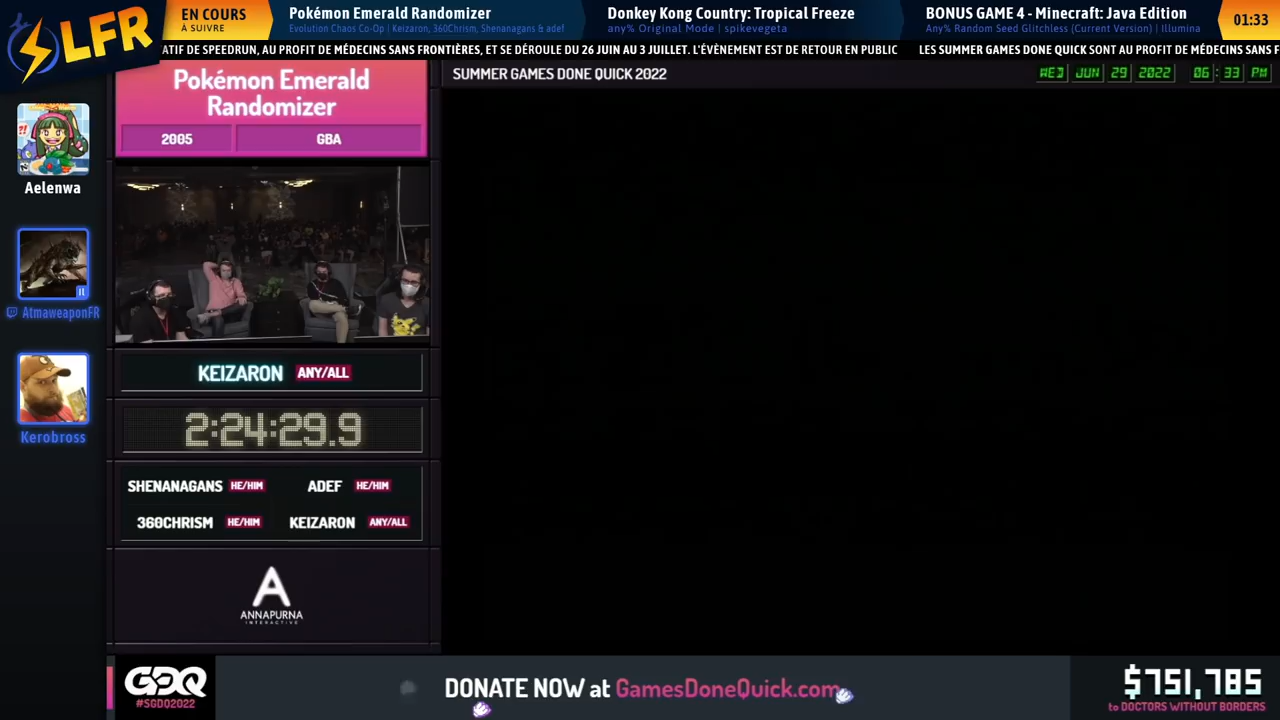 LFR
EN COURS
À SUIVRE
Pokémon Emerald Randomizer
Evolution Chaos Co-Op | Keizaron, 360Chrism, Shenanagans & adef
Donkey Kong Country: Tropical Freeze
any% Original Mode | spikevegeta
BONUS GAME 4 - Minecraft: Java Edition
Any% Random Seed Glitchless (Current Version) | Illumina
01:33
ATIF DE SPEEDRUN, AU PROFIT DE MÉDECINS SANS FRONTIÈRES, ET SE DÉROULE DU 26 JUIN AU 3 JUILLET. L'ÉVÈNEMENT EST DE RETOUR EN PUBLIC
LES SUMMER GAMES DONE QUICK SONT AU PROFIT DE MÉDECINS SANS F
Aelenwa
AtmaweaponFR
Kerobross
Pokémon Emerald
Randomizer
2005
GBA
SUMMER GAMES DONE QUICK 2022
WED JUN 29 2022 06:33 PM
KEIZARON ANY/ALL
2:24:29.9
SHENANAGANS HE/HIM
ADEF HE/HIM
360CHRISM HE/HIM
KEIZARON ANY/ALL
ANNAPURNA
INTERACTIVE
GDQ
#SGDQ2022
DONATE NOW at GamesDoneQuick.com
$751,785
to DOCTORS WITHOUT BORDERS